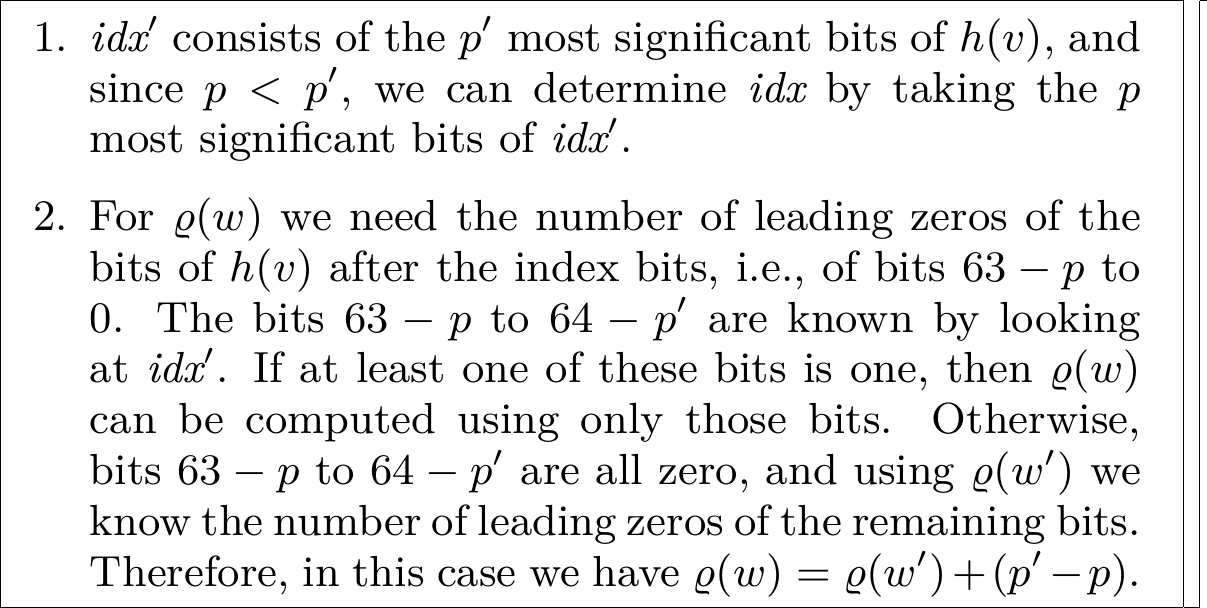 1. idx′ consists of the p′ most significant bits of h(v), and
since p < p′, we can determine idx by taking the p
most significant bits of idx′.
2. For ϱ(w) we need the number of leading zeros of the
bits of h(v) after the index bits, i.e., of bits 63 − p to
0. The bits 63 − p to 64 − p′ are known by looking
at idx′. If at least one of these bits is one, then ϱ(w)
can be computed using only those bits. Otherwise,
bits 63 − p to 64 − p′ are all zero, and using ϱ(w′) we
know the number of leading zeros of the remaining bits.
Therefore, in this case we have ϱ(w) = ϱ(w′)+(p′ −p).